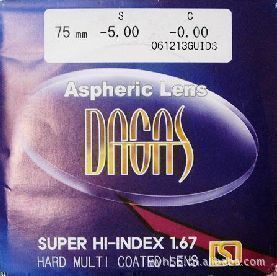 S C
75 mm -5.00 -0.00
061213GUIDS
Aspheric Lens
DAGAS
SUPER HI-INDEX 1.67
HARD MULTI COATED LENS